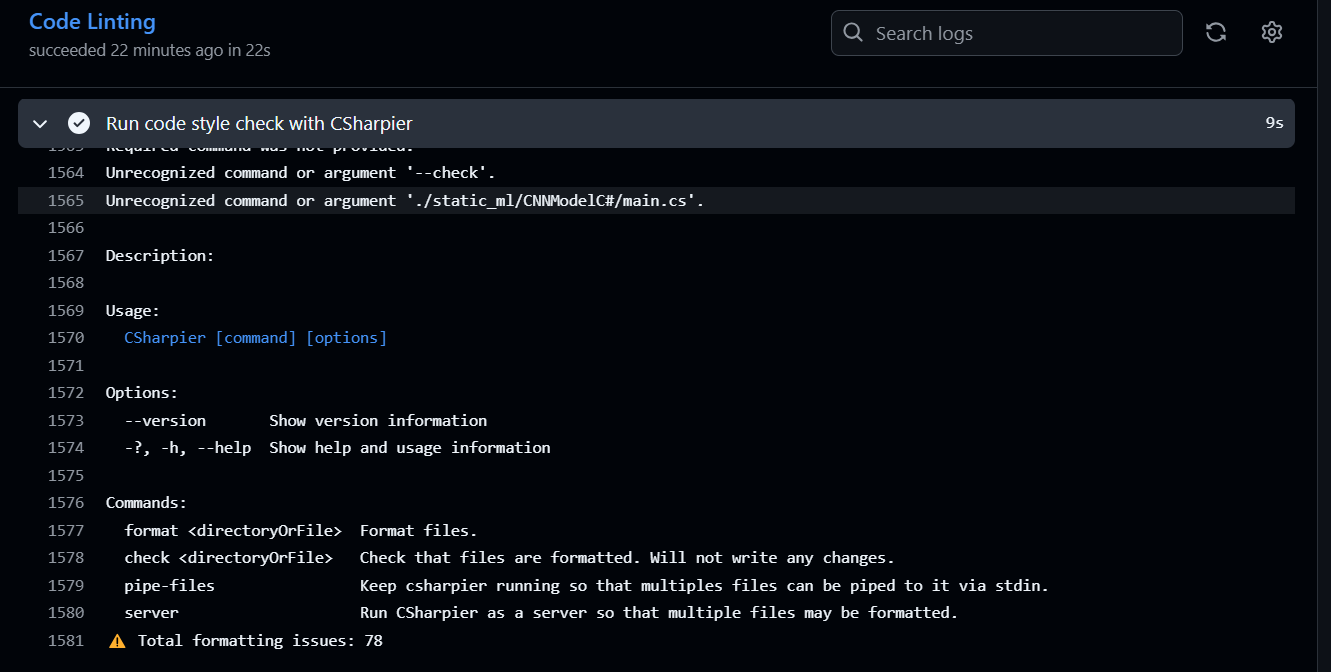 Code Linting
succeeded 22 minutes ago in 22s
Search logs
Run code style check with CSharpier 9s
1563 Required command was not provided.
1564 Unrecognized command or argument '--check'.
1565 Unrecognized command or argument './static_ml/CNNModelC#/main.cs'.
1566
1567 Description:
1568
1569 Usage:
1570 CSharpier [command] [options]
1571
1572 Options:
1573 --version Show version information
1574 -?, -h, --help Show help and usage information
1575
1576 Commands:
1577 format <directoryOrFile> Format files.
1578 check <directoryOrFile> Check that files are formatted. Will not write any changes.
1579 pipe-files Keep csharpier running so that multiples files can be piped to it via stdin.
1580 server Run CSharpier as a server so that multiple files may be formatted.
1581 ⚠️ Total formatting issues: 78